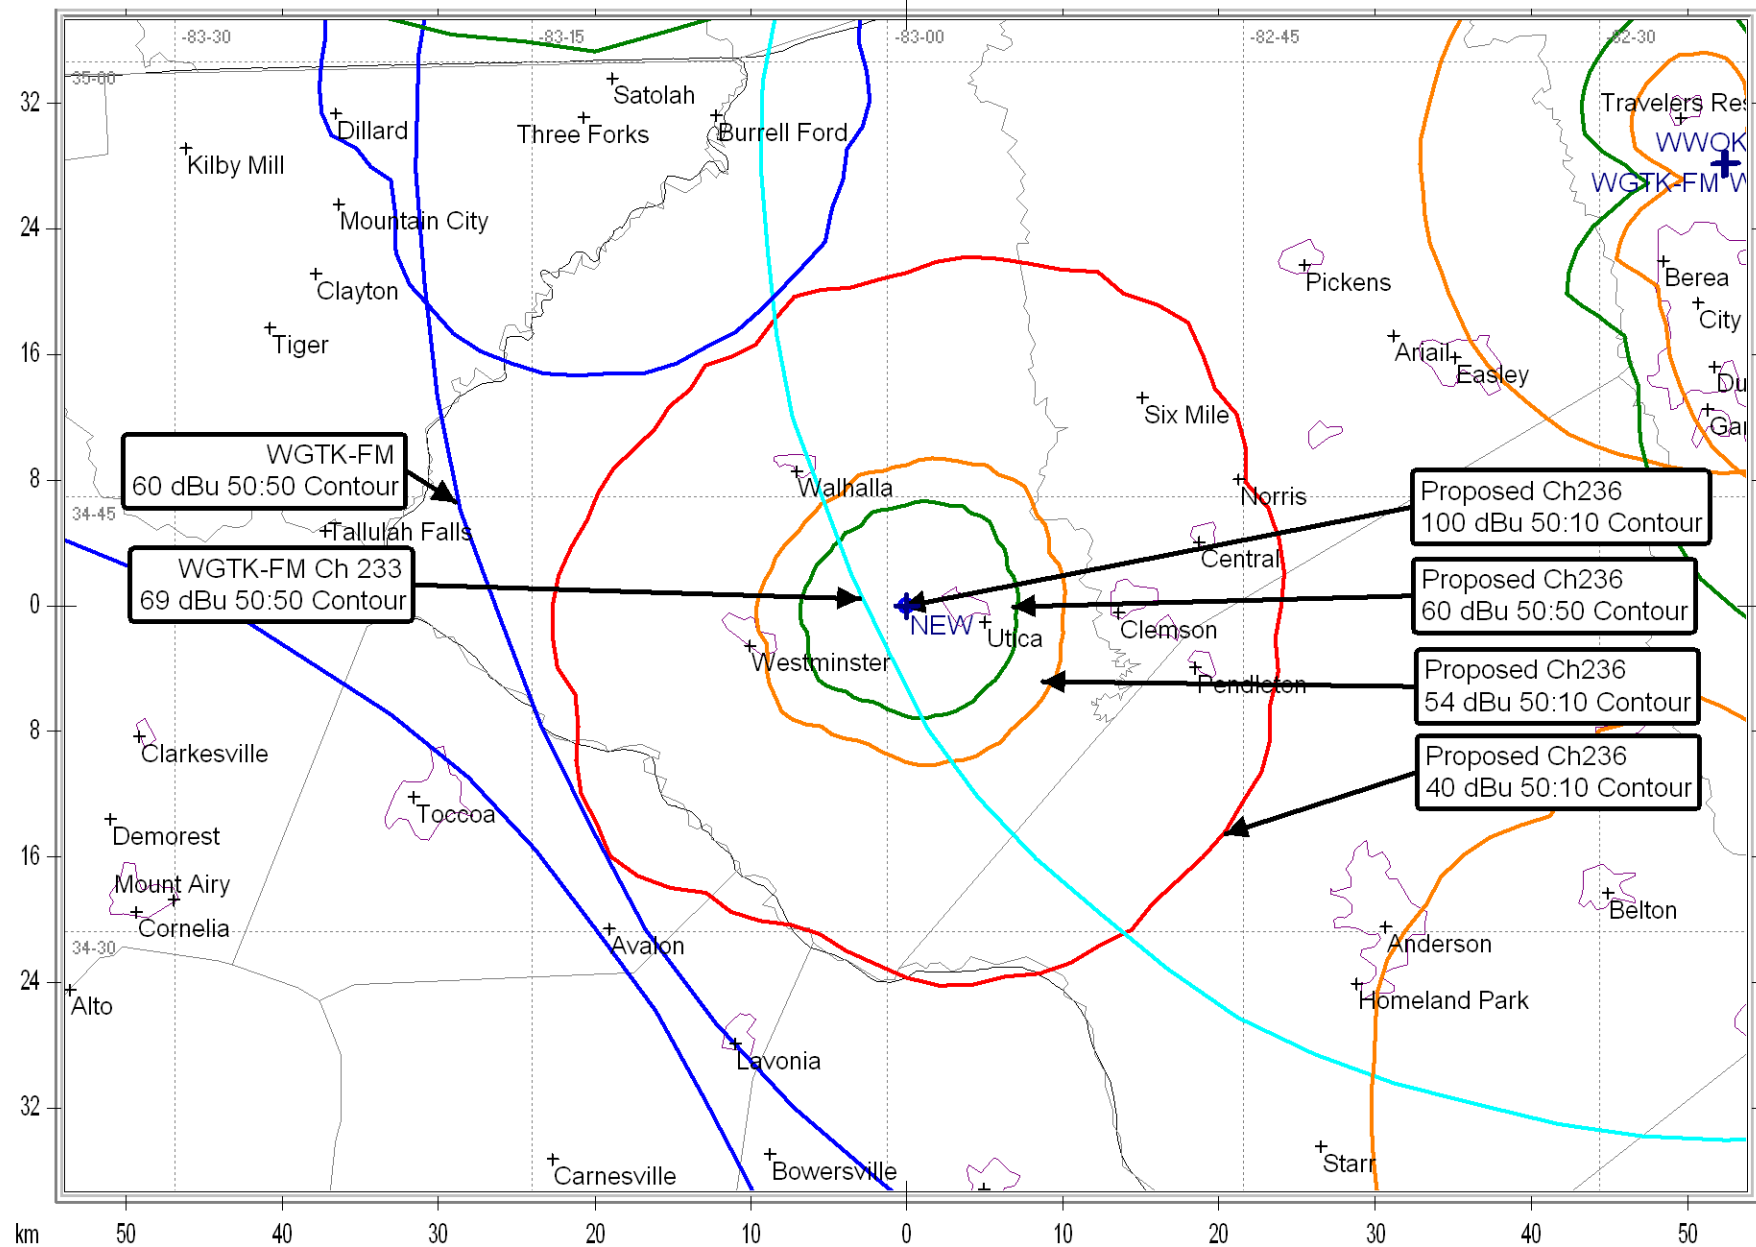 -83-30
-83-15
-83-00
-82-45
-82-30
35-00
32
Satolah
Travelers Res
Dillard
Three Forks
Burrell Ford
WWOK
Kilby Mill
WGTK-FM W
24
Mountain City
Clayton
Pickens
Berea
City
Tiger
16
Ariail
Easley
Du
Six Mile
Gar
WGTK-FM
60 dBu 50:50 Contour
8
Walhalla
Norris
Proposed Ch236
100 dBu 50:10 Contour
34-45
Tallulah Falls
Central
WGTK-FM Ch 233
69 dBu 50:50 Contour
Proposed Ch236
60 dBu 50:50 Contour
0
NEW
Utica
Clemson
Westminster
Pendleton
Proposed Ch236
54 dBu 50:10 Contour
8
Clarkesville
Proposed Ch236
40 dBu 50:10 Contour
Toccoa
Demorest
16
Mount Airy
Cornelia
Belton
34-30
Avalon
Anderson
24
Alto
Homeland Park
Lavonia
32
Carnesville
Bowersville
Starr
km
50
40
30
20
10
0
10
20
30
40
50